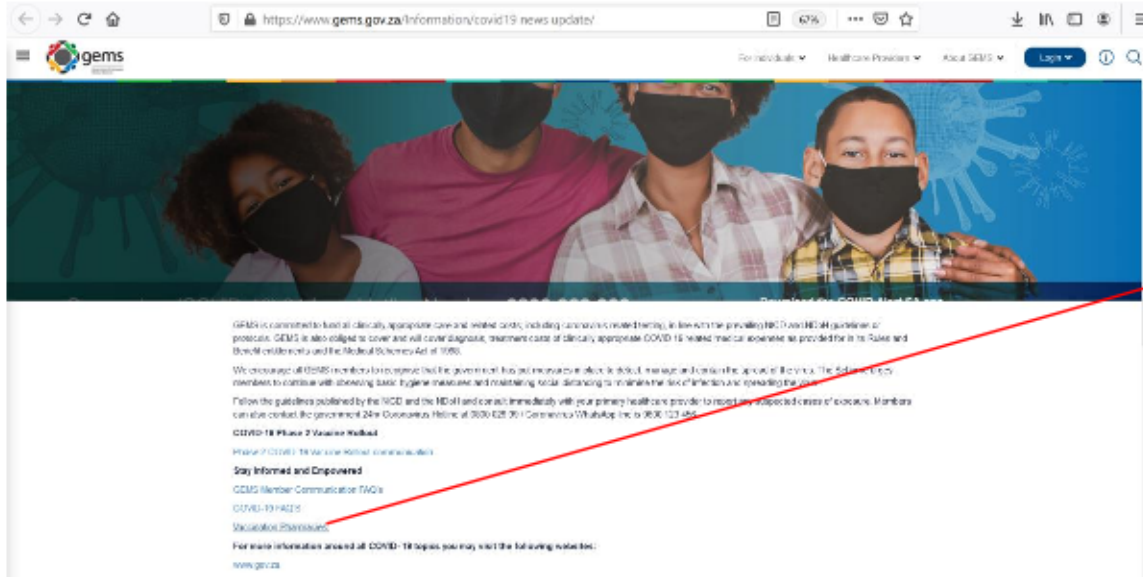 https://www.gems.gov.za/Information/covid19 news update/
67%
gems
For Individuals
Healthcare Providers
About GEMS
Login
Download the COVID Alert SA app
GEMS is committed to fund all clinically appropriate care and related costs, including coronavirus related testing, in line with the prevailing NICD and NDoH guidelines or
protocols. GEMS is also obliged to cover and will cover diagnosis, treatment costs of clinically appropriate COVID 19 related medical expenses as provided for in its Rules and
Benefit entitlements and the Medical Schemes Act of 1998.
We encourage all GEMS members to recognise that the government has put measures in place to detect, manage and contain the spread of the virus. The Scheme urges
members to continue with observing basic hygiene measures and maintaining social distancing to minimise the risk of infection and spreading the virus.
Follow the guidelines published by the NICD and the NDoH and consult immediately with your primary healthcare provider to report any suspected cases of exposure. Members
can also contact the government 24hr Coronavirus Hotline at 0800 029 999 / Coronavirus WhatsApp line is 0600 123 456
COVID-19 Phase 2 Vaccine Rollout
Phase 2 COVID-19 Vaccine Rollout communication
Stay Informed and Empowered
GEMS Member Communication FAQ's
COVID-19 FAQ'S
Vaccination Pharmacies
For more information around all COVID-19 topics you may visit the following websites:
www.gov.za